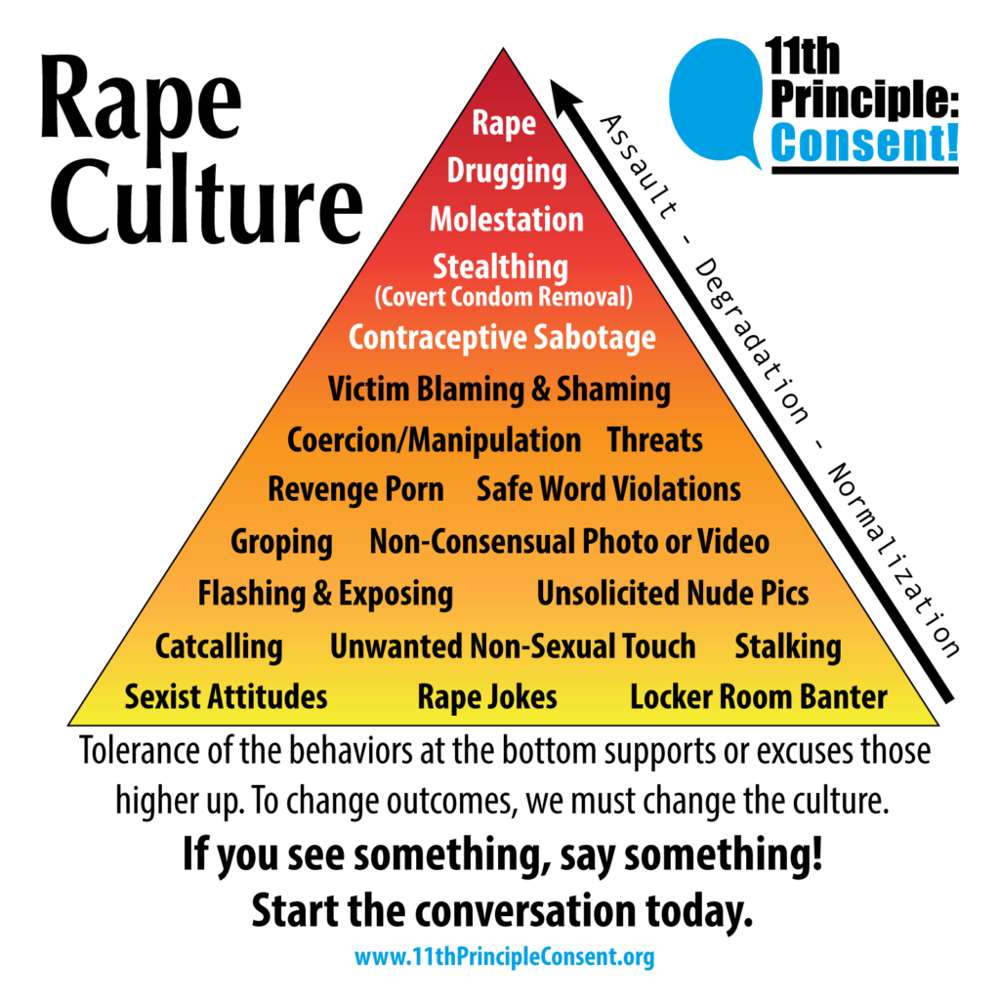 Rape
Culture
11th
Principle:
Consent!
Rape
Drugging
Molestation
Stealthing
(Covert Condom Removal)
Contraceptive Sabotage
Victim Blaming & Shaming
Coercion/Manipulation Threats
Revenge Porn Safe Word Violations
Groping Non-Consensual Photo or Video
Flashing & Exposing Unsolicited Nude Pics
Catcalling Unwanted Non-Sexual Touch Stalking
Sexist Attitudes Rape Jokes Locker Room Banter
Assault - Degradation - Normalization
Tolerance of the behaviors at the bottom supports or excuses those
higher up. To change outcomes, we must change the culture.
If you see something, say something!
Start the conversation today.
www.11thPrincipleConsent.org